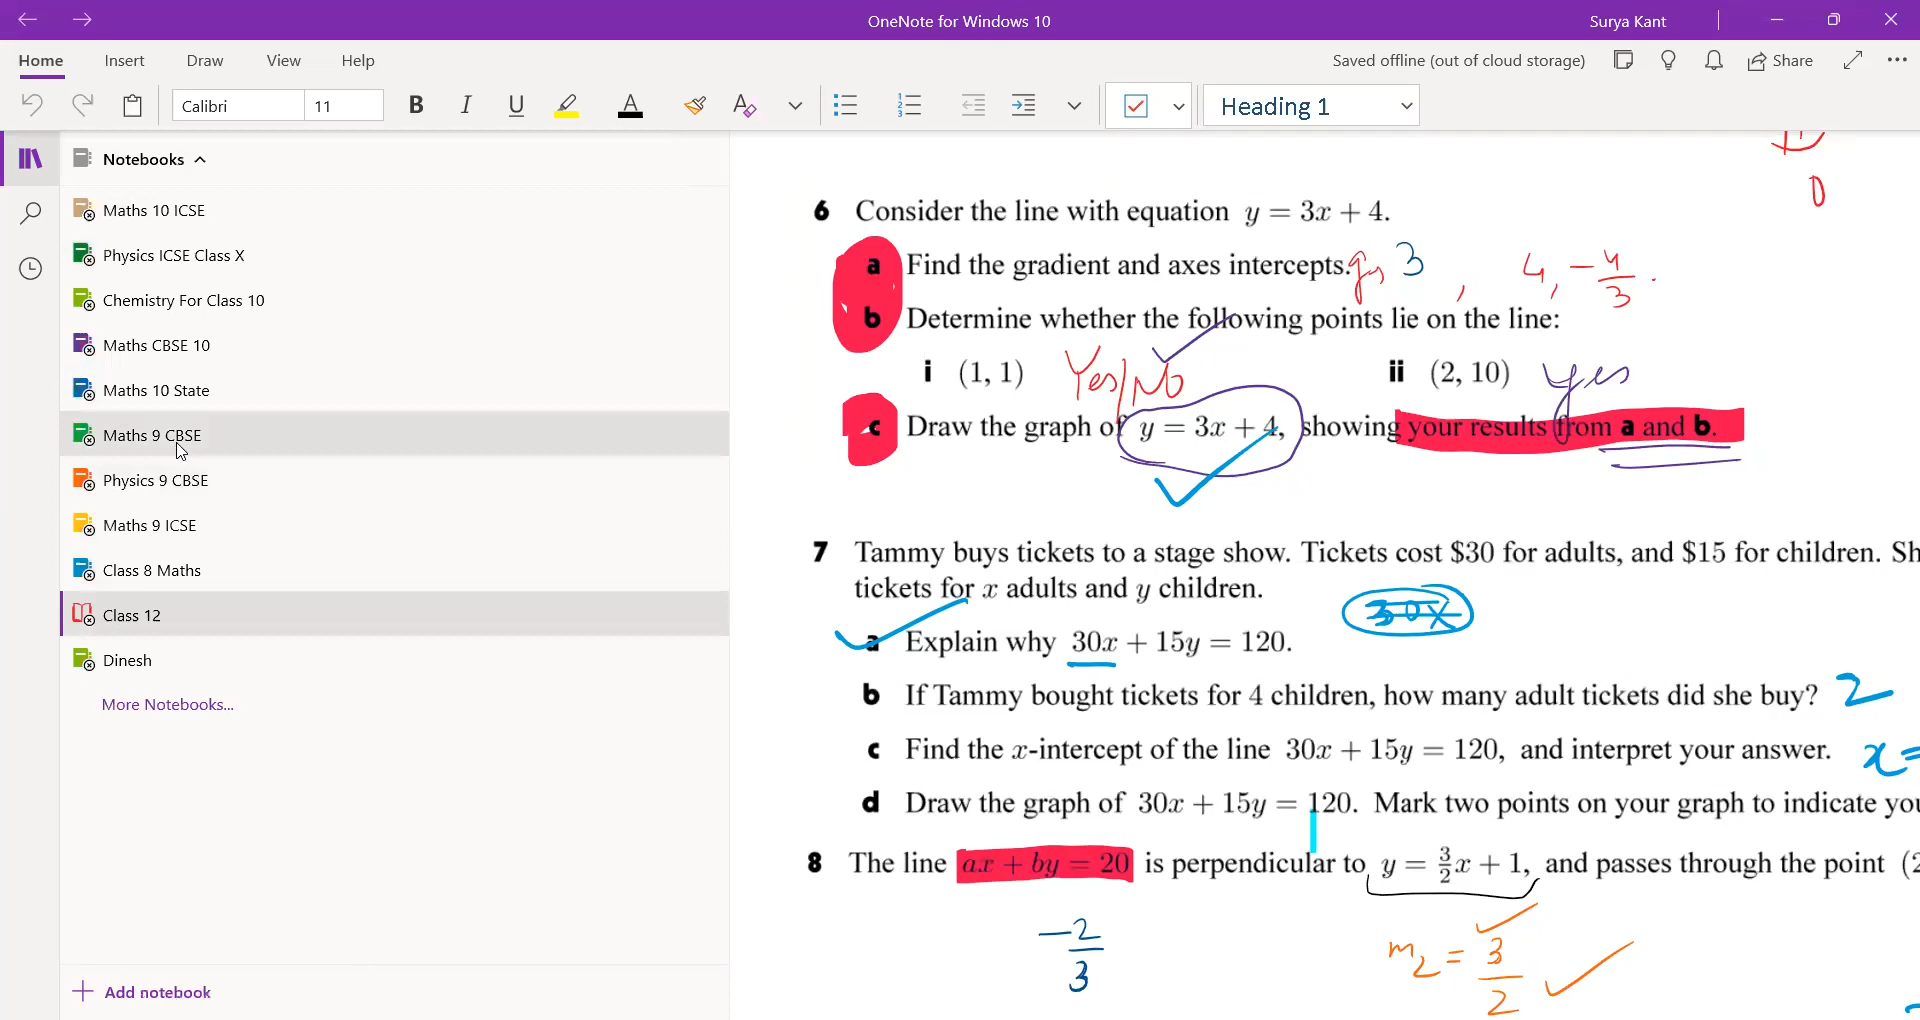 OneNote for Windows 10
Surya Kant
Home Insert Draw View Help
Saved offline (out of cloud storage)
Share
Calibri 11 B I U A A Heading 1
Notebooks
Maths 10 ICSE
Physics ICSE Class X
Chemistry For Class 10
Maths CBSE 10
Maths 10 State
Maths 9 CBSE
Physics 9 CBSE
Maths 9 ICSE
Class 8 Maths
Class 12
Dinesh
More Notebooks...
Add notebook
0
6 Consider the line with equation y = 3x + 4.
a Find the gradient and axes intercepts. 3 , 4, -4/3
b Determine whether the following points lie on the line:
i (1, 1) Yes/No ii (2, 10) yes
c Draw the graph of y = 3x + 4, showing your results from a and b.
7 Tammy buys tickets to a stage show. Tickets cost $30 for adults, and $15 for children.
tickets for x adults and y children.
30x
a Explain why 30x + 15y = 120.
b If Tammy bought tickets for 4 children, how many adult tickets did she buy? 2
c Find the x-intercept of the line 30x + 15y = 120, and interpret your answer. x=
d Draw the graph of 30x + 15y = 120. Mark two points on your graph to indicate
8 The line ax + by = 20 is perpendicular to y = 3/2 x + 1, and passes through the point (2
-2/3 m2 = 3/2